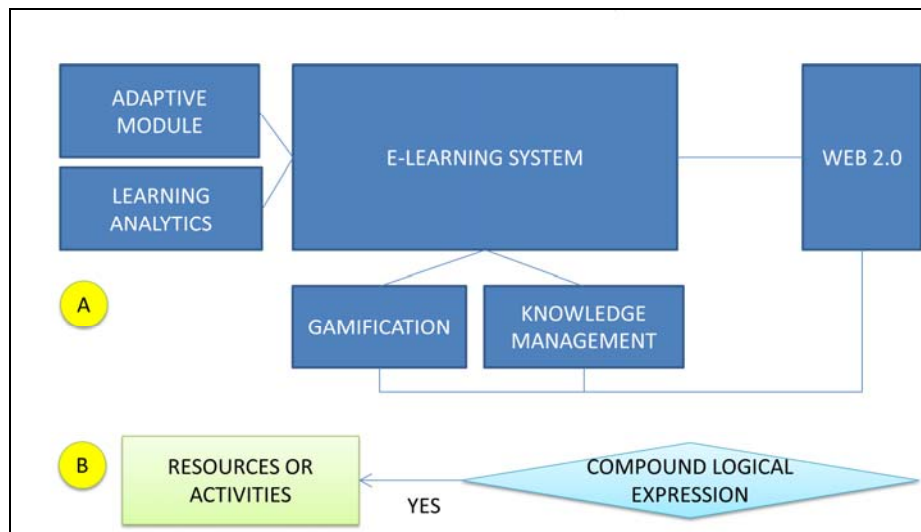 ADAPTIVE
MODULE
E-LEARNING SYSTEM
WEB 2.0
LEARNING
ANALYTICS
A
GAMIFICATION
KNOWLEDGE
MANAGEMENT
B
RESOURCES OR
ACTIVITIES
YES
COMPOUND LOGICAL
EXPRESSION